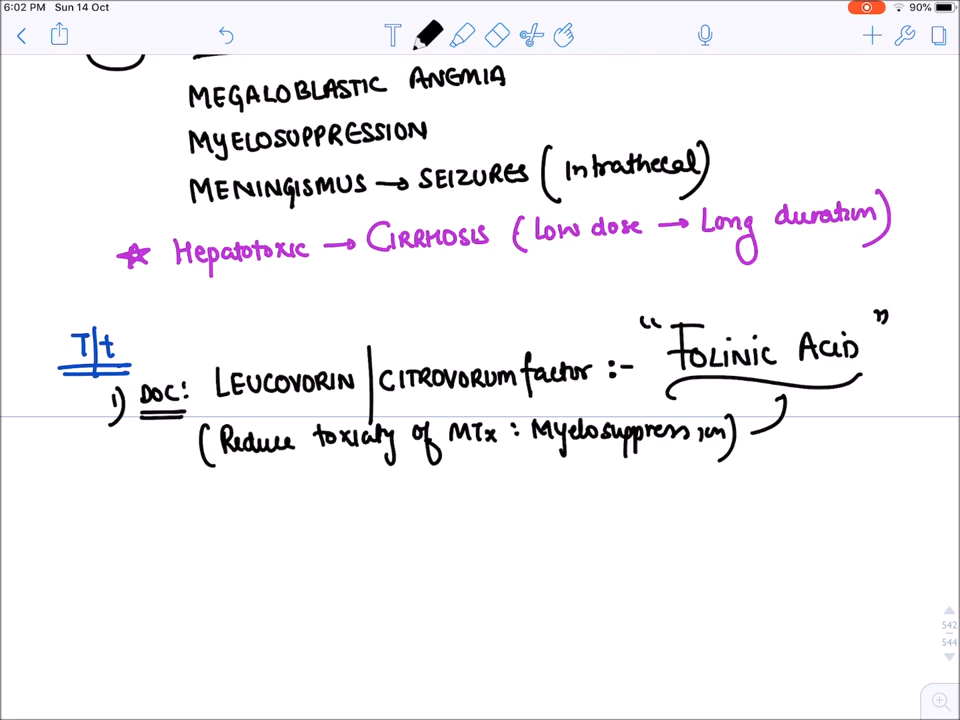 6:02 PM Sun 14 Oct 90%
T
MEGALOBLASTIC ANEMIA
MYELOSUPPRESSION
MENINGISMUS → SEIZURES (Intrathecal)
★ Hepatotoxic → CIRRHOSIS (Low dose → Long duration)
T/t
1) DOC: LEUCOVORIN | CITROVORUM factor :- "FOLINIC ACID"
(Reduce toxicity of MTx : Myelosuppression)
542
544